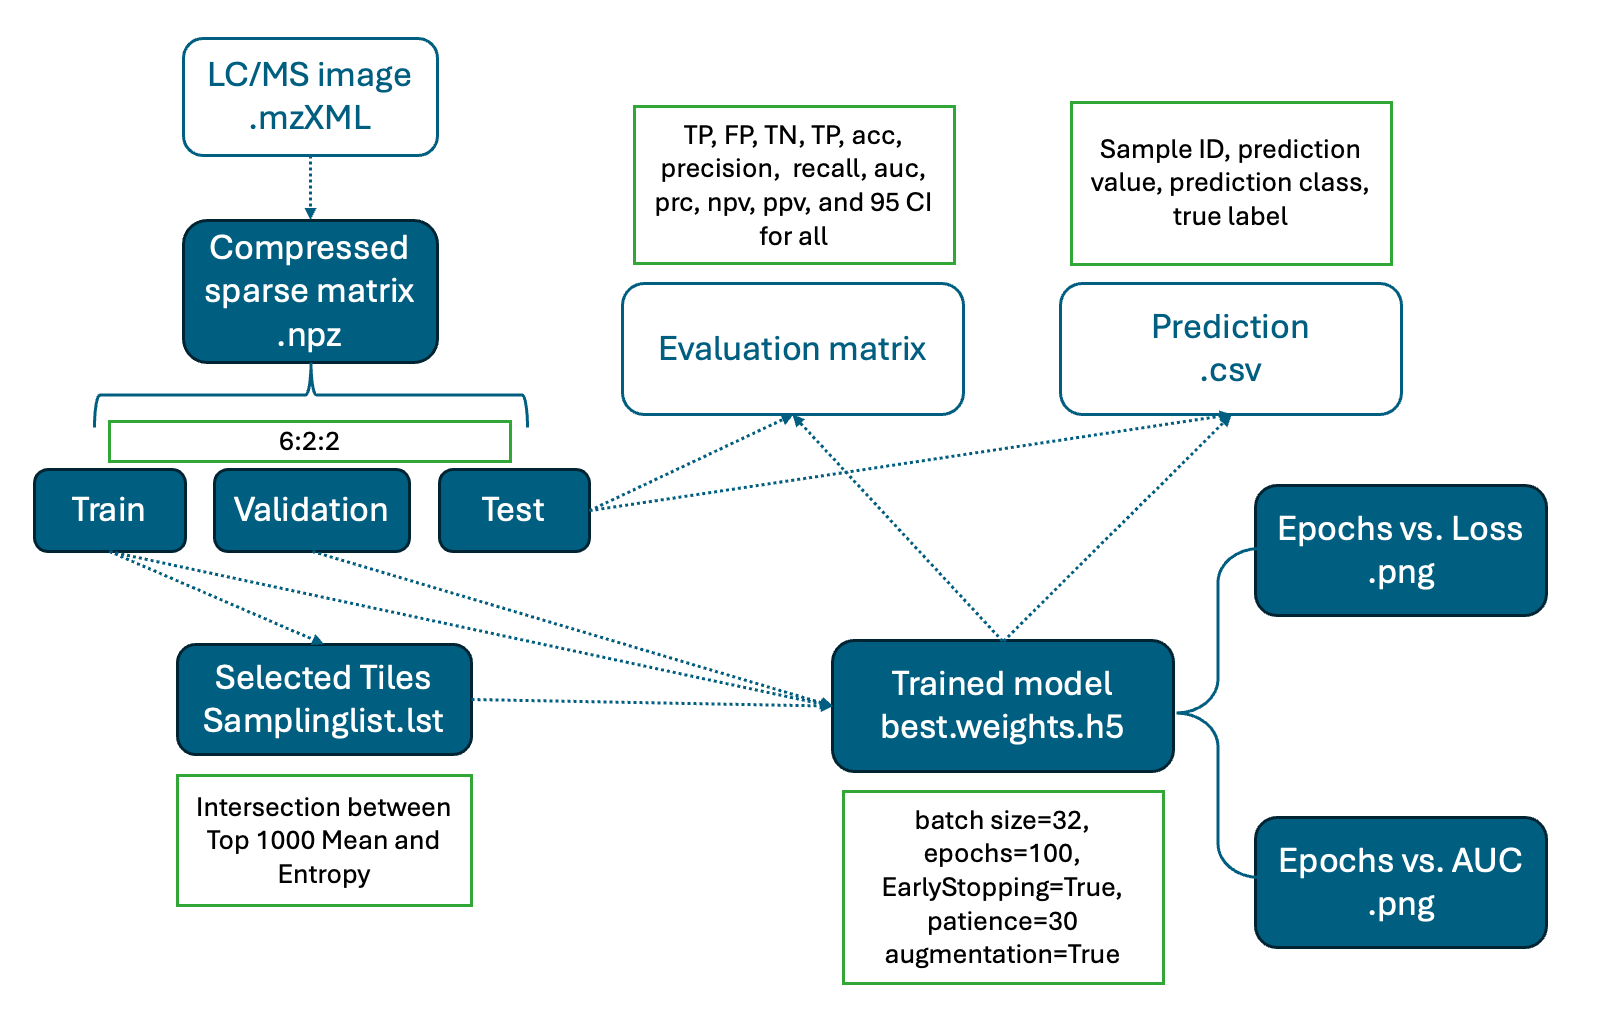 LC/MS image
.mzXML
Compressed
sparse matrix
.npz
6:2:2
Train
Validation
Test
TP, FP, TN, TP, acc,
precision,  recall, auc,
prc, npv, ppv, and 95 CI
for all
Evaluation matrix
Sample ID, prediction
value, prediction class,
true label
Prediction
.csv
Selected Tiles
Samplinglist.lst
Intersection between
Top 1000 Mean and
Entropy
Trained model
best.weights.h5
batch size=32,
epochs=100,
EarlyStopping=True,
patience=30
augmentation=True
Epochs vs. Loss
.png
Epochs vs. AUC
.png